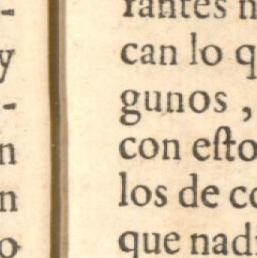 -
y
-
n
n
o
rantes n
can lo q
gunos ,
con eſto
los de co
que nadi